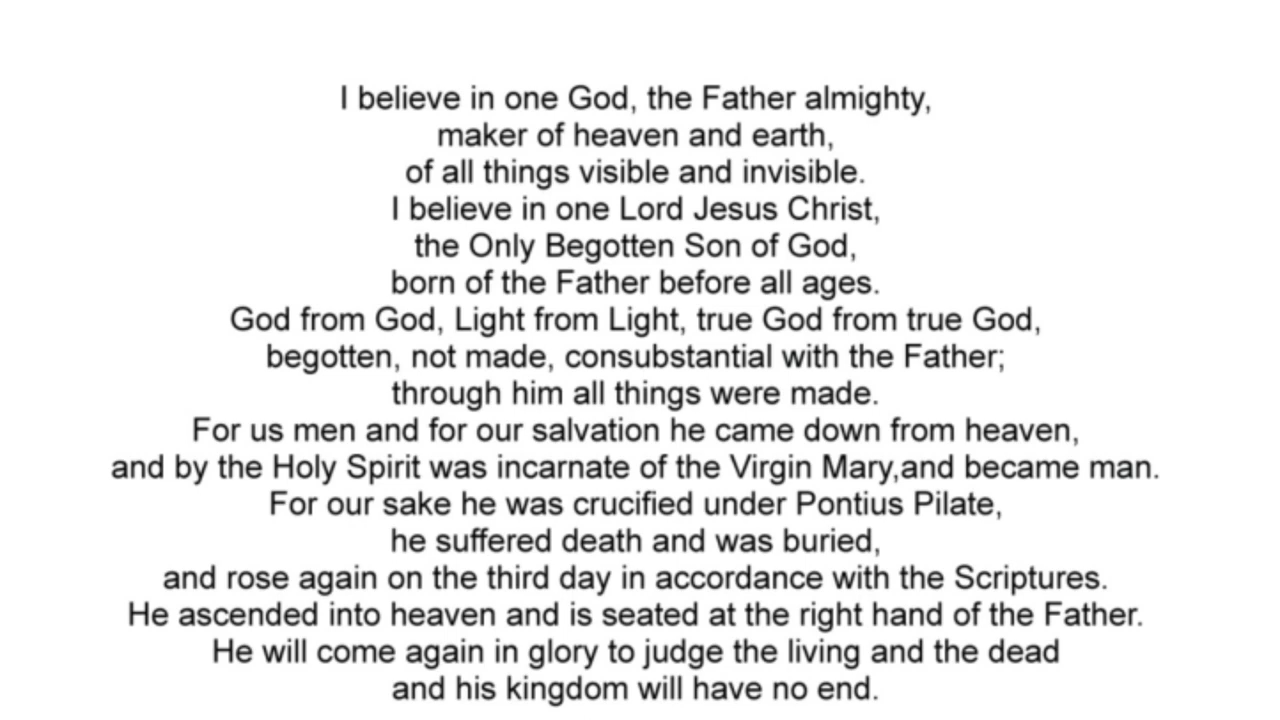 I believe in one God, the Father almighty,
maker of heaven and earth,
of all things visible and invisible.
I believe in one Lord Jesus Christ,
the Only Begotten Son of God,
born of the Father before all ages.
God from God, Light from Light, true God from true God,
begotten, not made, consubstantial with the Father;
through him all things were made.
For us men and for our salvation he came down from heaven,
and by the Holy Spirit was incarnate of the Virgin Mary,and became man.
For our sake he was crucified under Pontius Pilate,
he suffered death and was buried,
and rose again on the third day in accordance with the Scriptures.
He ascended into heaven and is seated at the right hand of the Father.
He will come again in glory to judge the living and the dead
and his kingdom will have no end.